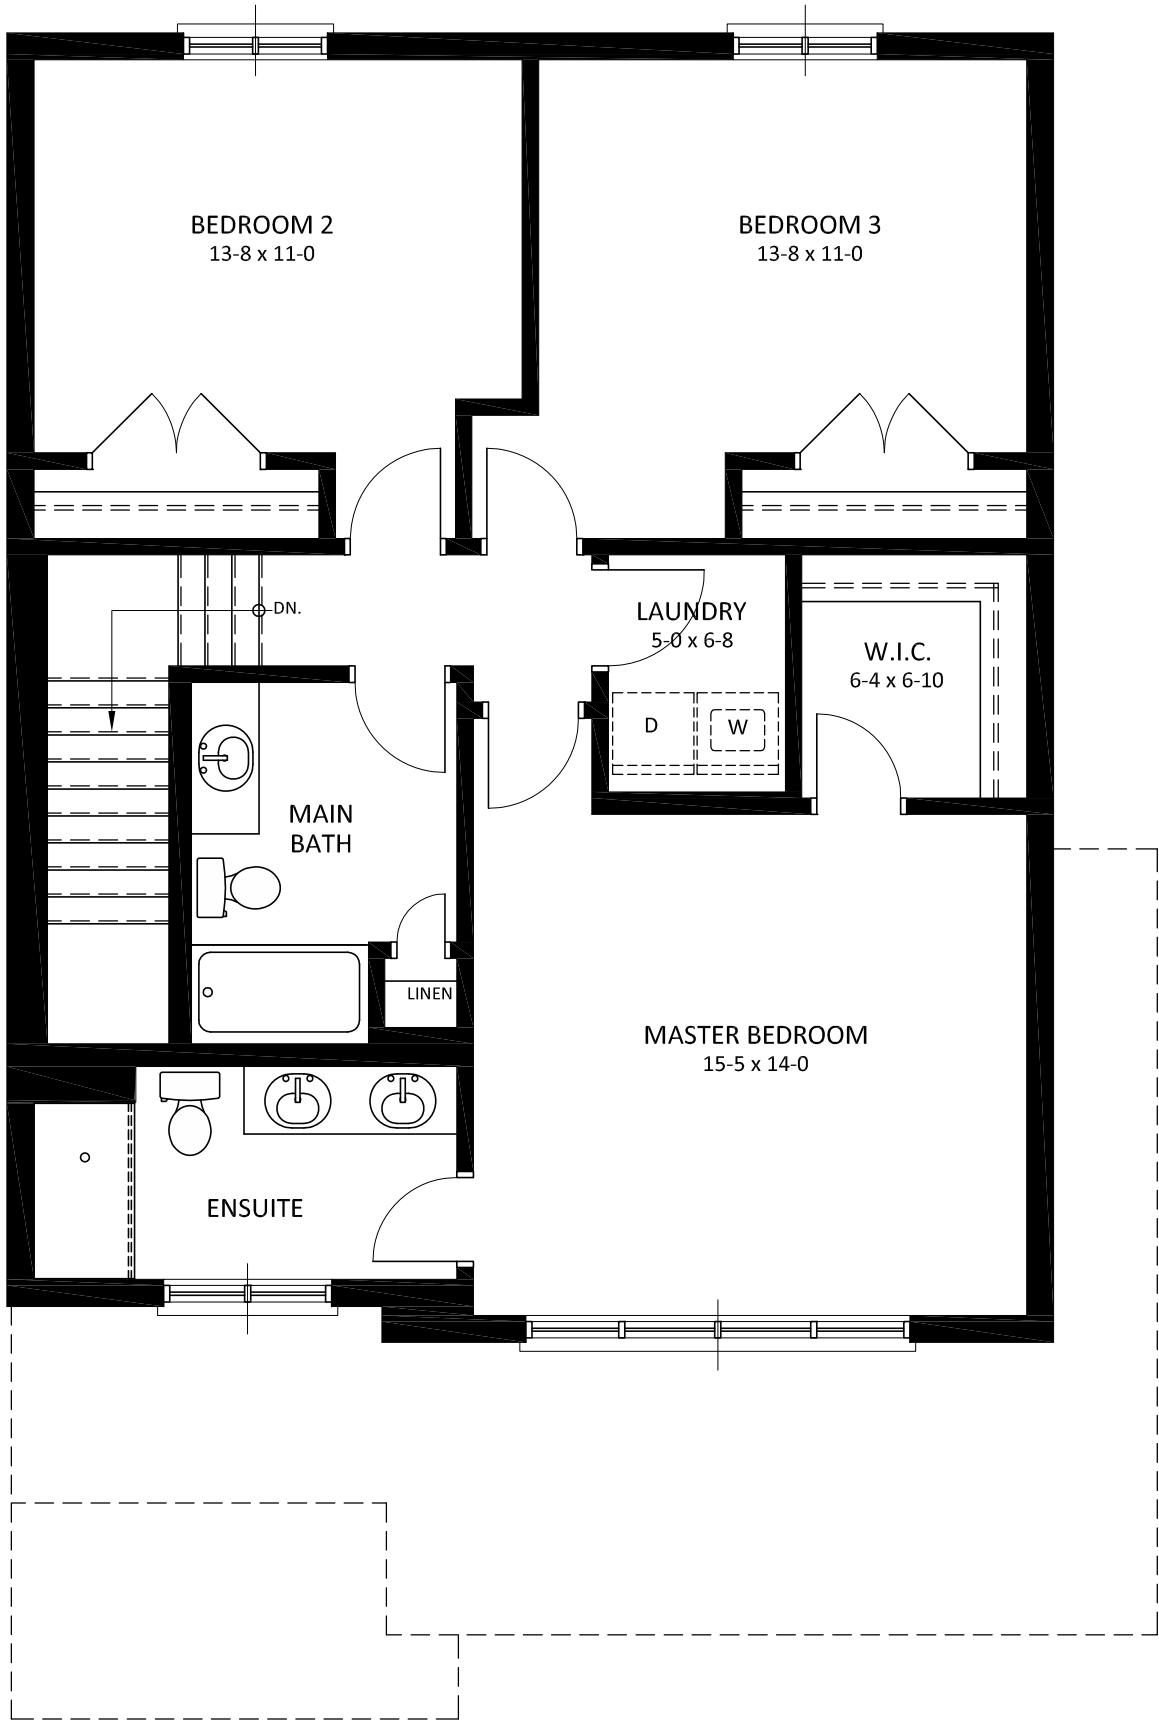 BEDROOM 2
13-8 x 11-0
BEDROOM 3
13-8 x 11-0
DN.
LAUNDRY
5-0 x 6-8
W.I.C.
6-4 x 6-10
D
W
MAIN
BATH
LINEN
MASTER BEDROOM
15-5 x 14-0
ENSUITE